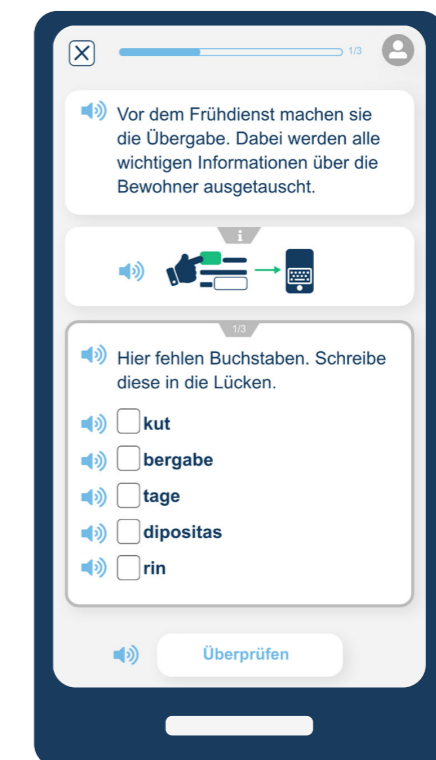 1/3
Vor dem Frühdienst machen sie
die Übergabe. Dabei werden alle
wichtigen Informationen über die
Bewohner ausgetauscht.
i
1/3
Hier fehlen Buchstaben. Schreibe
diese in die Lücken.
kut
bergabe
tage
dipositas
rin
Überprüfen